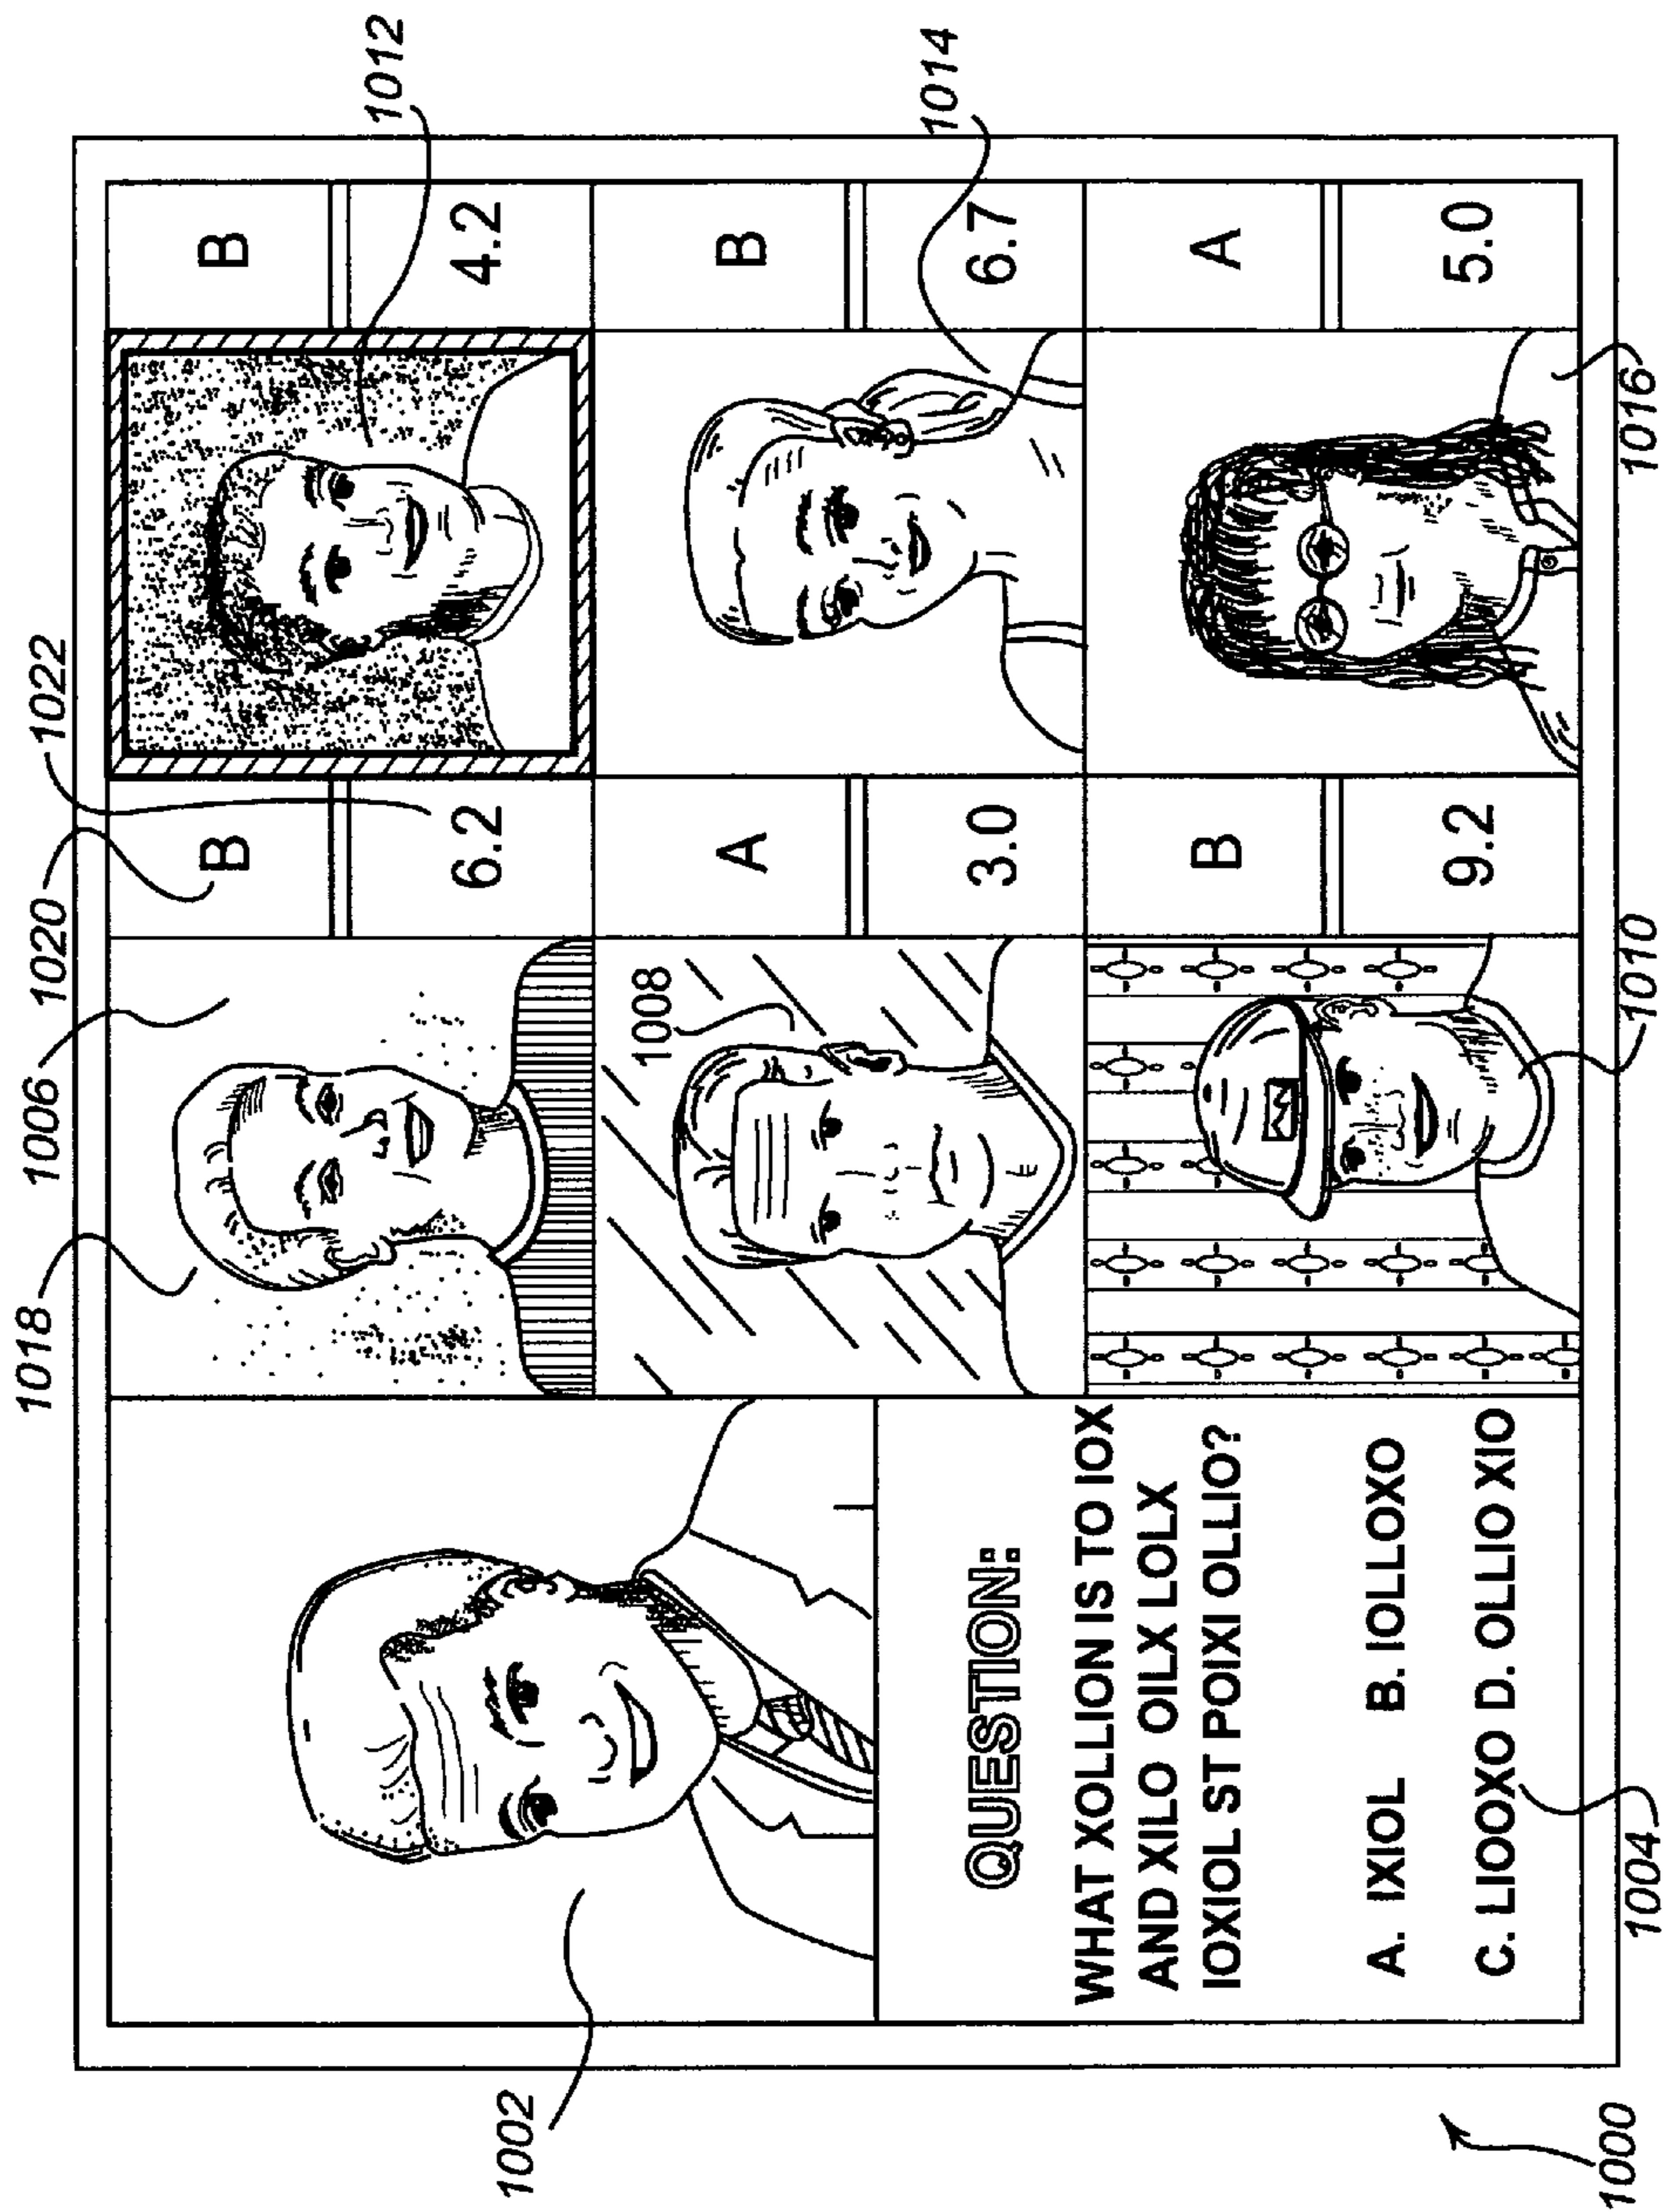 1018 1006 1020 1022
B B
1012
6.2 4.2
1002
1008
A B
1014
3.0 6.7
QUESTION:
WHAT XOLLION IS TO IOX
AND XILO OILX LOLX
IOXIOL ST POIXI OLLIO?
A. IXIOL B. IOLLOXO
C. LIOOXO D. OLLIO XIO
B A
9.2 5.0
1000 1004 1010 1016